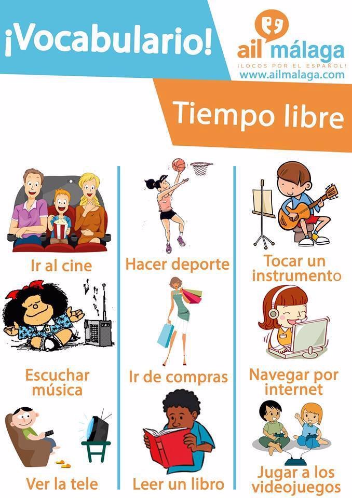 ¡Vocabulario!
ail málaga
¡LOCOS POR EL ESPAÑOL!
www.ailmalaga.com
Tiempo libre
Ir al cine
Hacer deporte
Tocar un
instrumento
Escuchar
música
Ir de compras
Navegar por
internet
Ver la tele
Leer un libro
Jugar a los
videojuegos